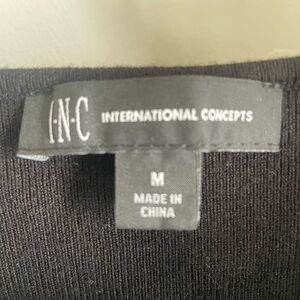 I·N·C INTERNATIONAL CONCEPTS
M
MADE IN
CHINA